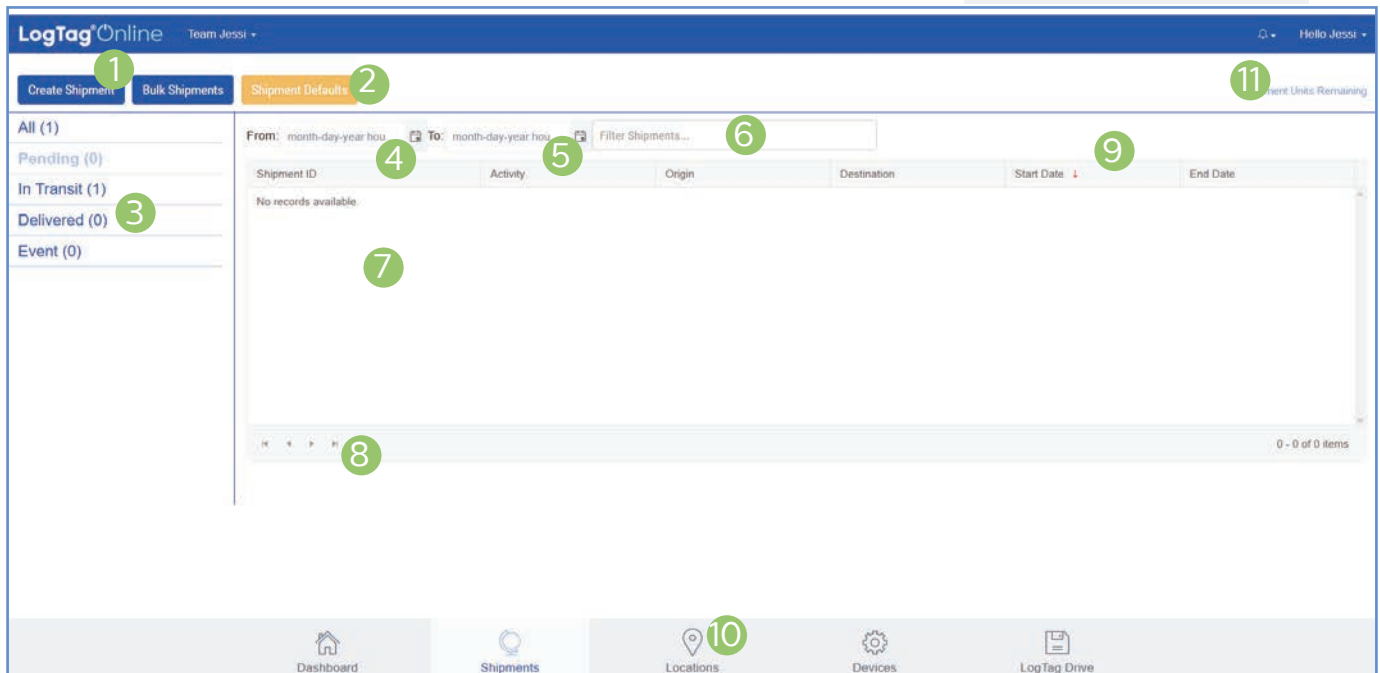 LogTag®Online Team Jessi Hello Jessi
1 2 11
Create Shipment Bulk Shipments Shipment Defaults Units Remaining
All (1)
From: month-day-year hou To: month-day-year hou Filter Shipments... 6
Pending (0)
4 5 9
Shipment ID Activity Origin Destination Start Date ↓ End Date
In Transit (1)
No records available
Delivered (0) 3
Event (0)
7
8 0 - 0 of 0 items
10
Dashboard Shipments Locations Devices LogTag Drive